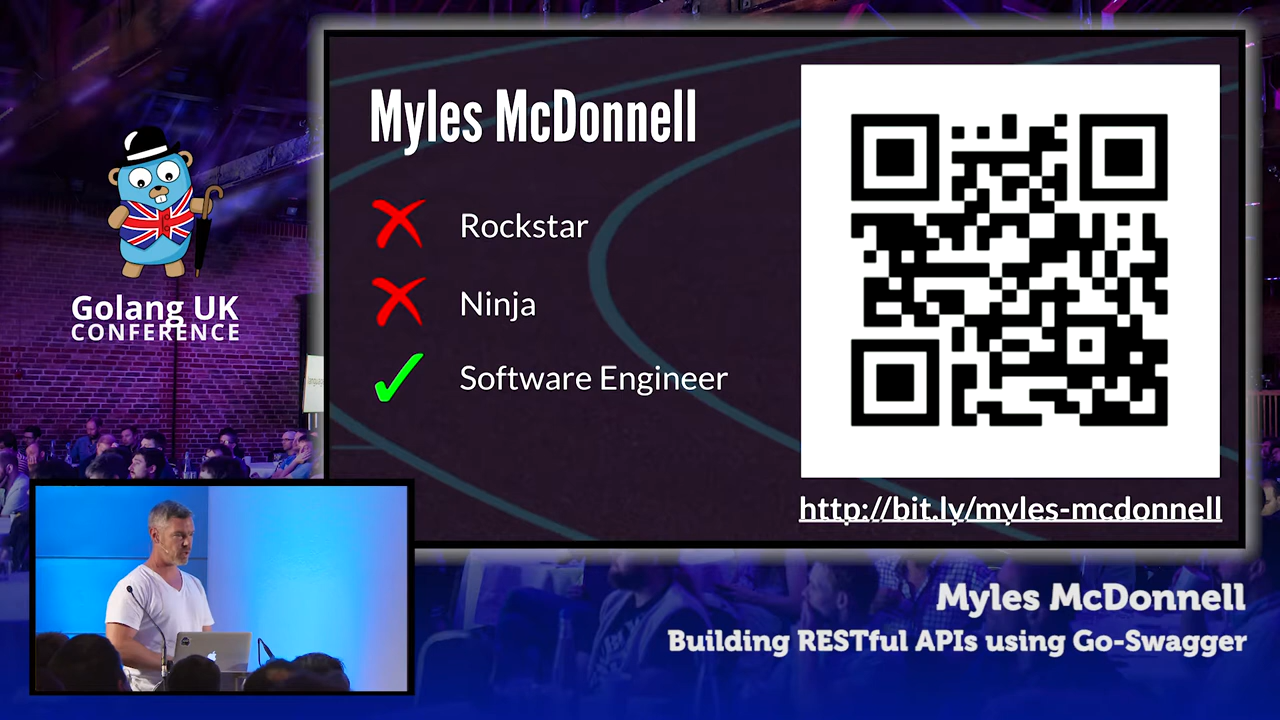 Myles McDonnell
Rockstar
Ninja
Software Engineer
http://bit.ly/myles-mcdonnell
Golang UK
CONFERENCE
Myles McDonnell
Building RESTful APIs using Go-Swagger